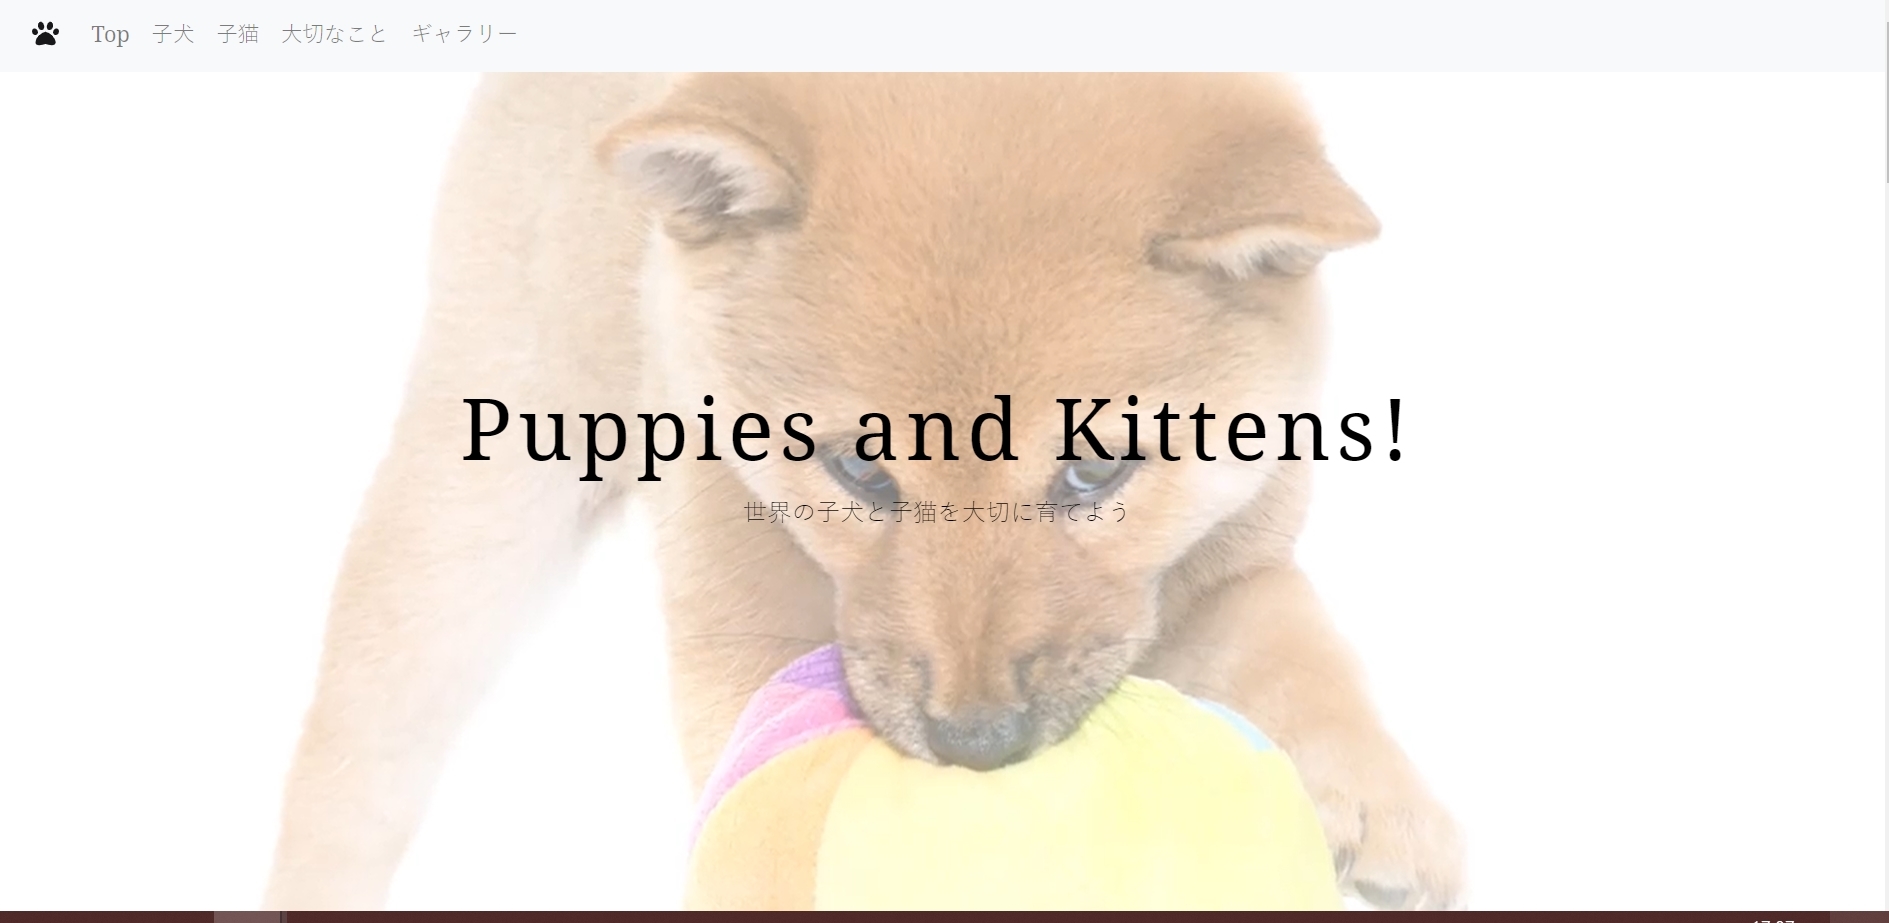 Top 子犬 子猫 大切なこと ギャラリー
Puppies and Kittens!
世界の子犬と子猫を大切に育てよう